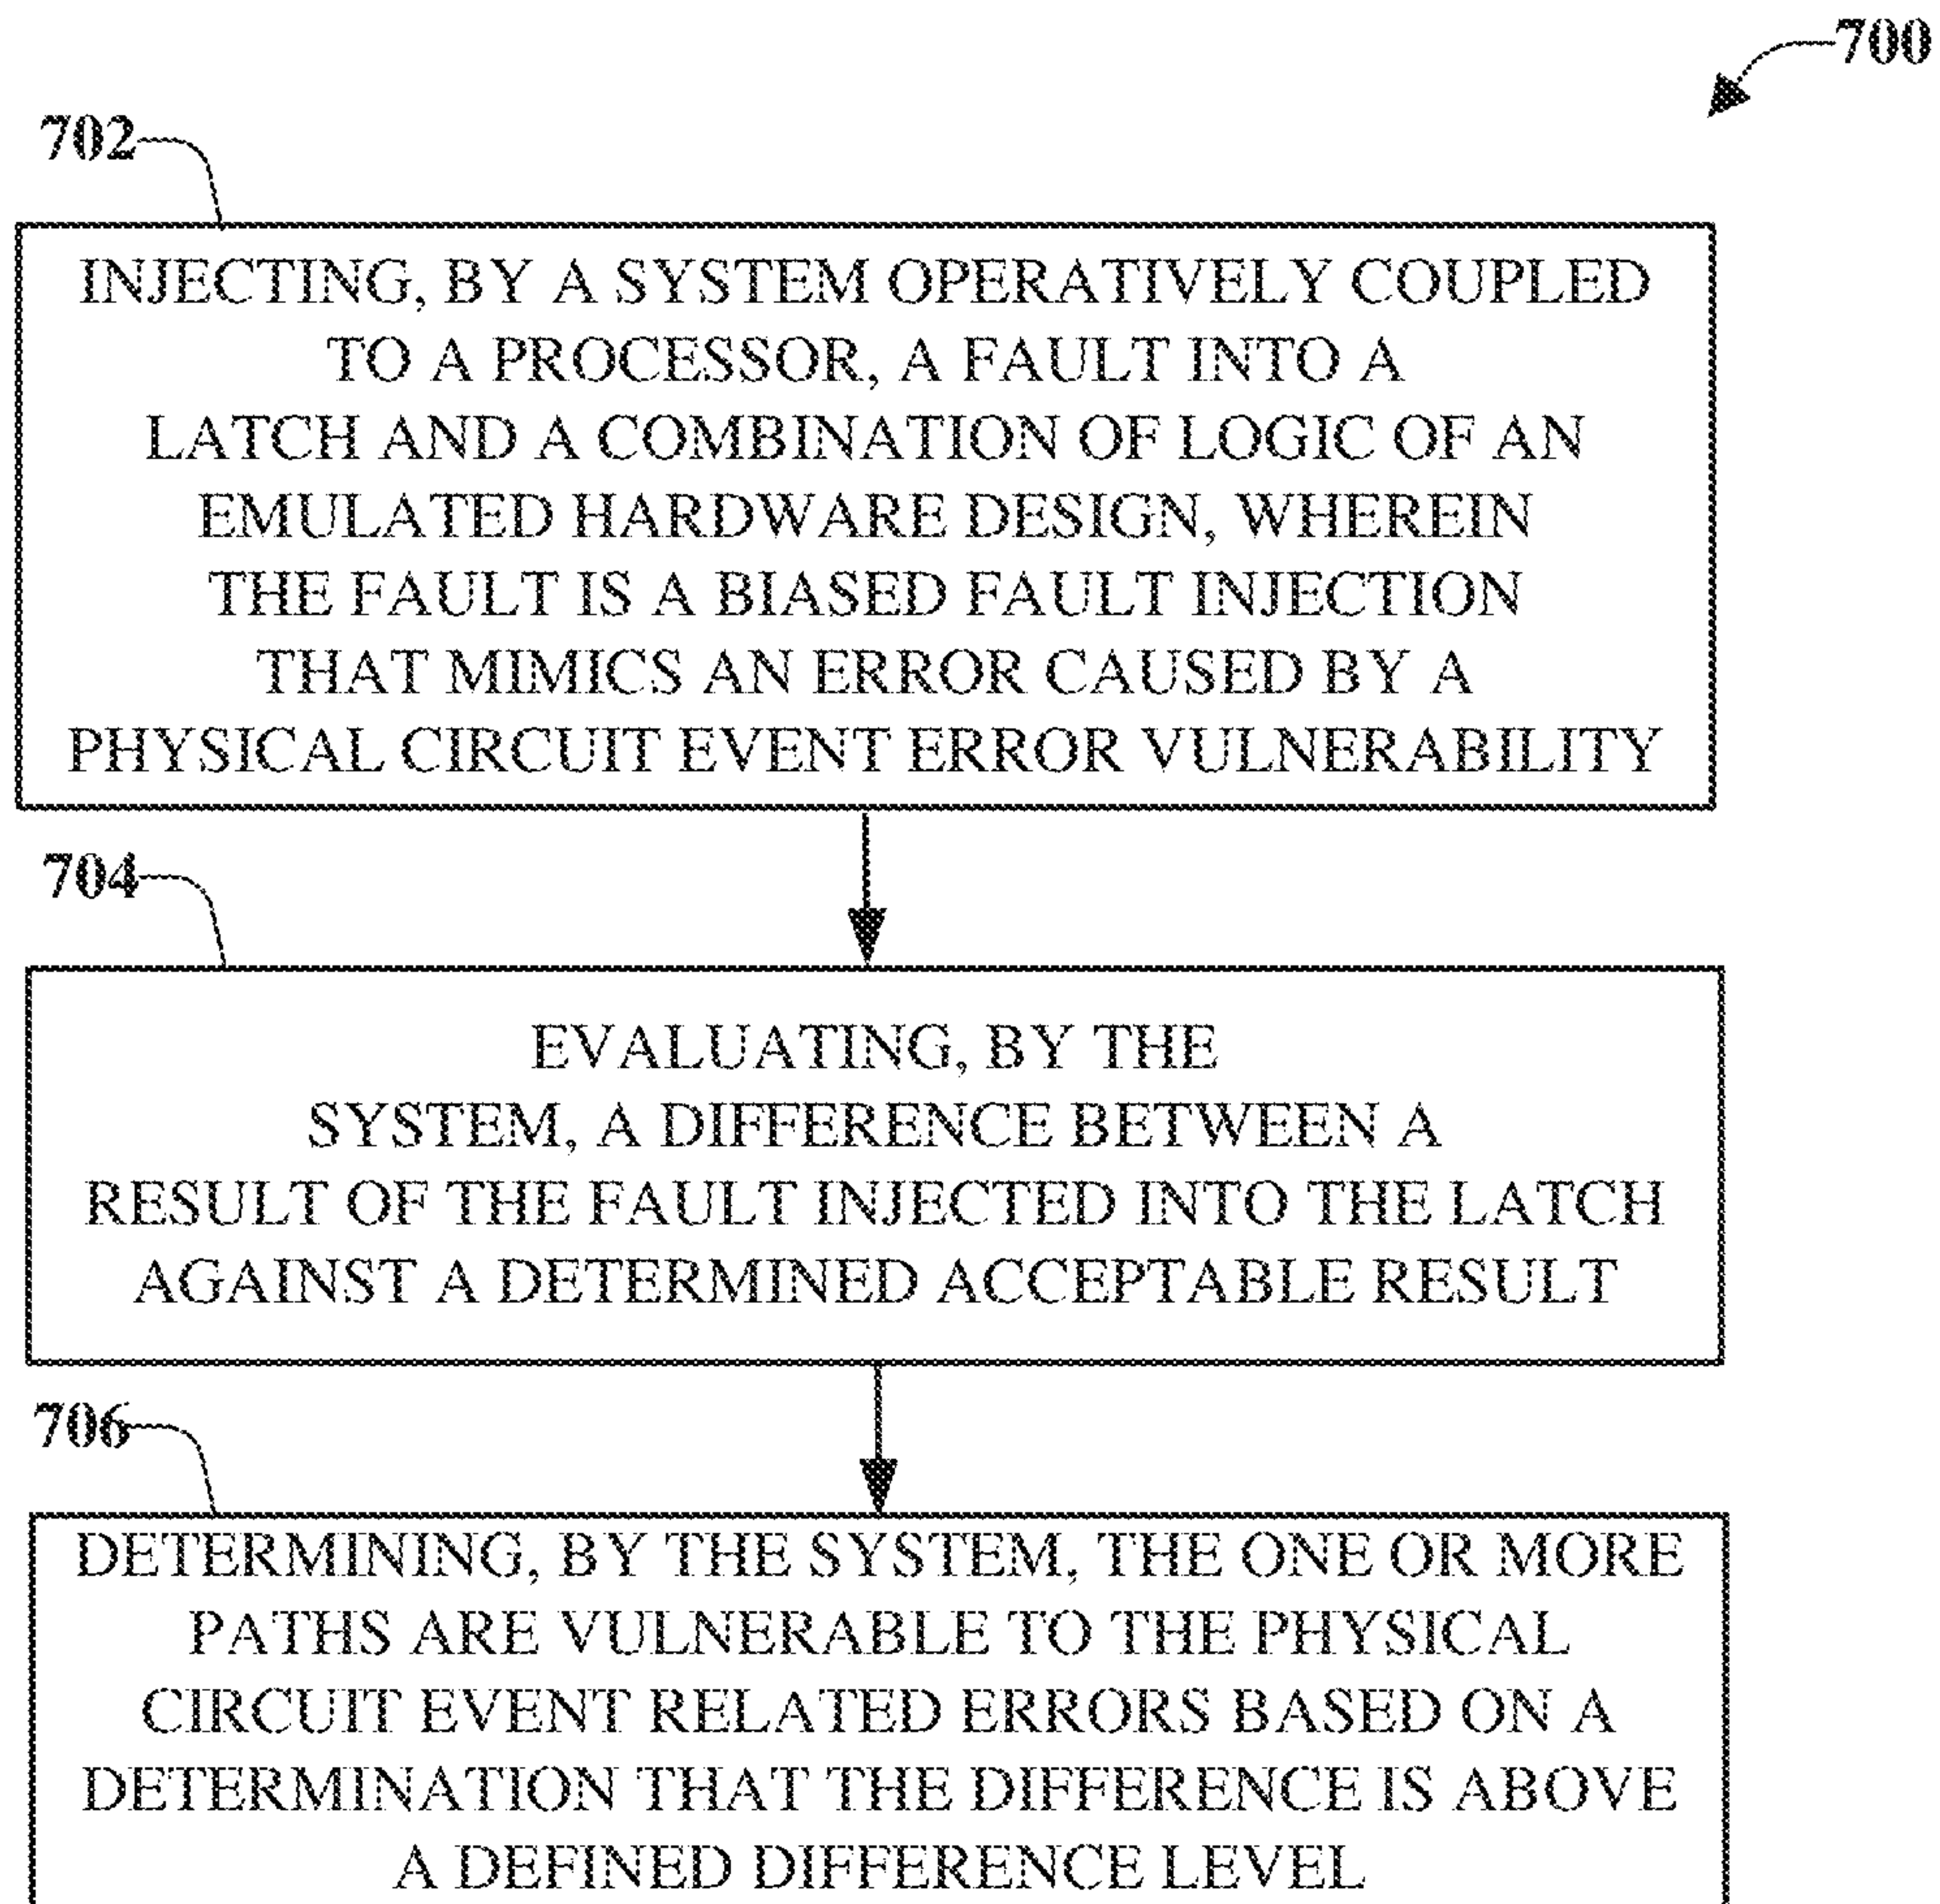 700
702
INJECTING, BY A SYSTEM OPERATIVELY COUPLED
TO A PROCESSOR, A FAULT INTO A
LATCH AND A COMBINATION OF LOGIC OF AN
EMULATED HARDWARE DESIGN, WHEREIN
THE FAULT IS A BIASED FAULT INJECTION
THAT MIMICS AN ERROR CAUSED BY A
PHYSICAL CIRCUIT EVENT ERROR VULNERABILITY
704
EVALUATING, BY THE
SYSTEM, A DIFFERENCE BETWEEN A
RESULT OF THE FAULT INJECTED INTO THE LATCH
AGAINST A DETERMINED ACCEPTABLE RESULT
706
DETERMINING, BY THE SYSTEM, THE ONE OR MORE
PATHS ARE VULNERABLE TO THE PHYSICAL
CIRCUIT EVENT RELATED ERRORS BASED ON A
DETERMINATION THAT THE DIFFERENCE IS ABOVE
A DEFINED DIFFERENCE LEVEL